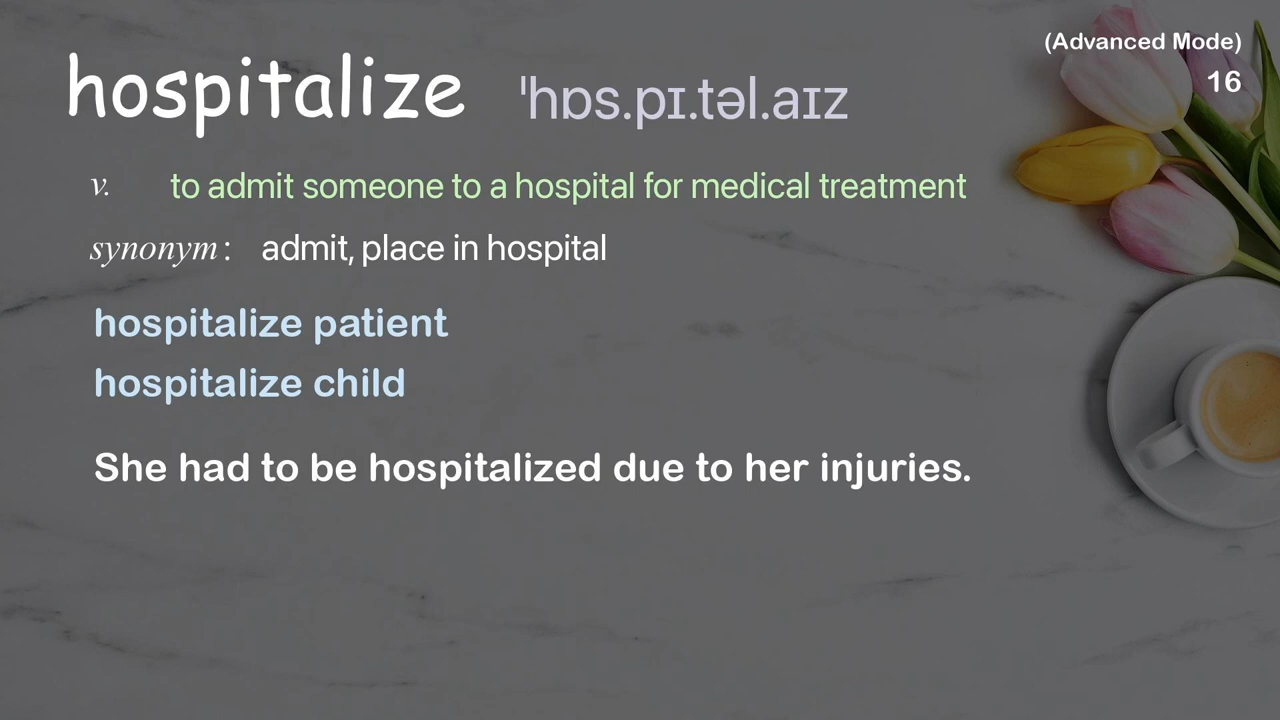 (Advanced Mode)
16
hospitalize ˈhɒs.pɪ.təl.aɪz
v. to admit someone to a hospital for medical treatment
synonym: admit, place in hospital
hospitalize patient
hospitalize child
She had to be hospitalized due to her injuries.